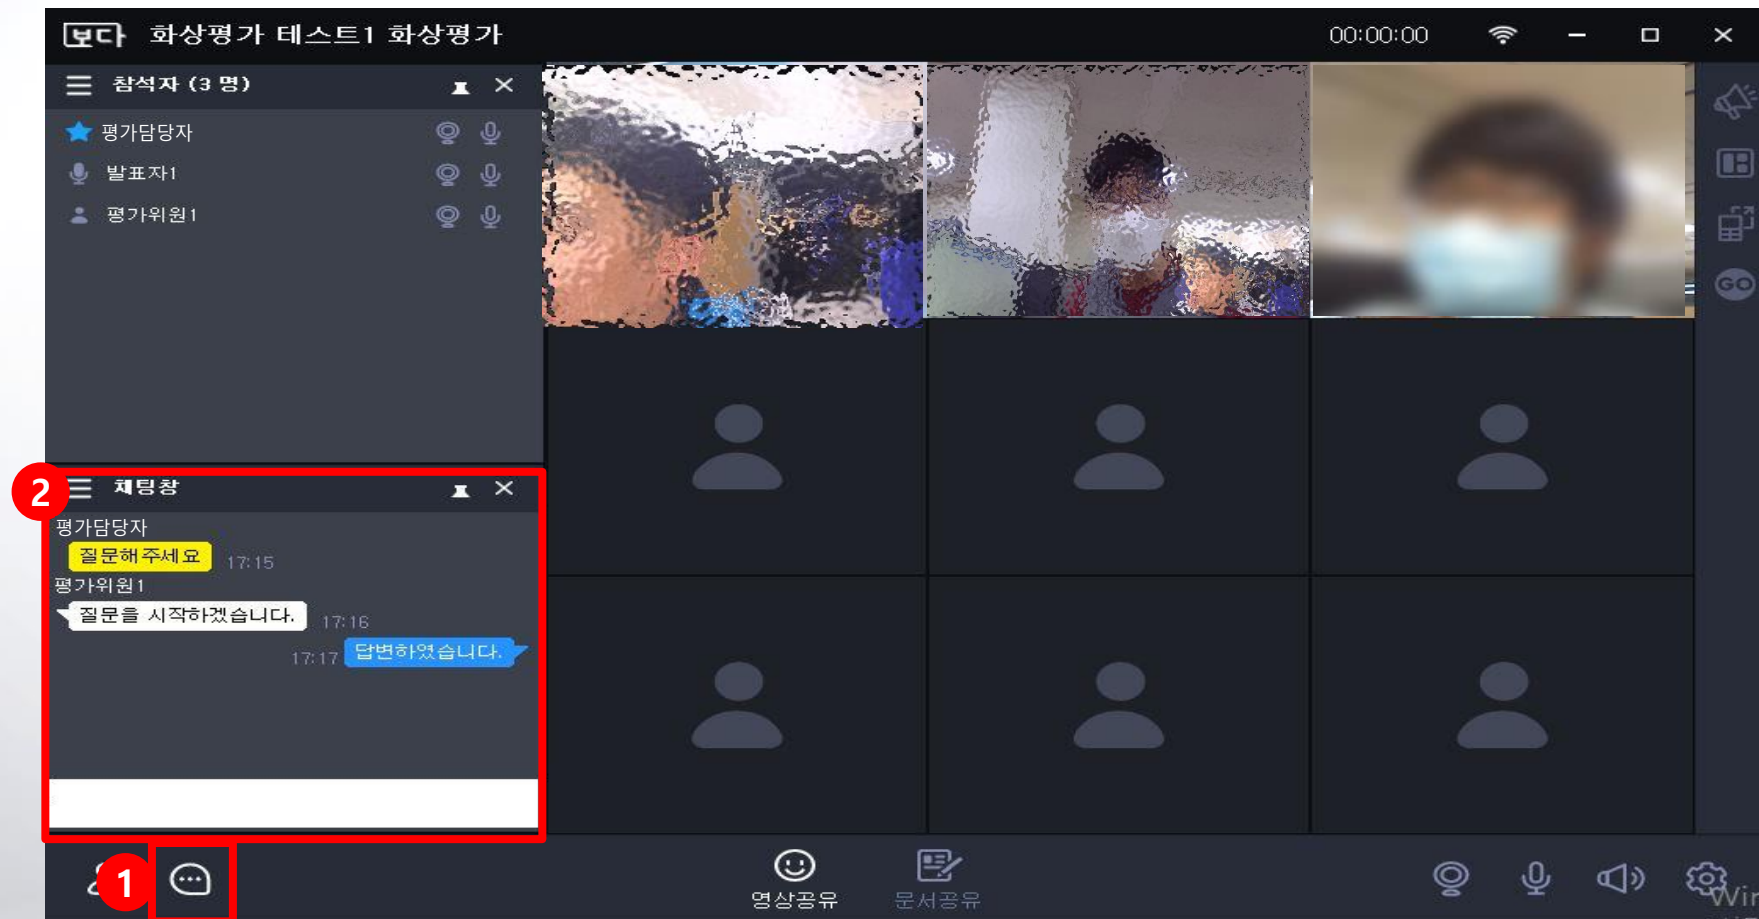 보다 화상평가 테스트1 화상평가
00:00:00
참석자 (3 명)
평가담당자
발표자1
평가위원1
GO
2
채팅창
평가담당자
질문해주세요 17:15
평가위원1
질문을 시작하겠습니다. 17:16
17:17 답변하였습니다.
1
영상공유
문서공유
Win